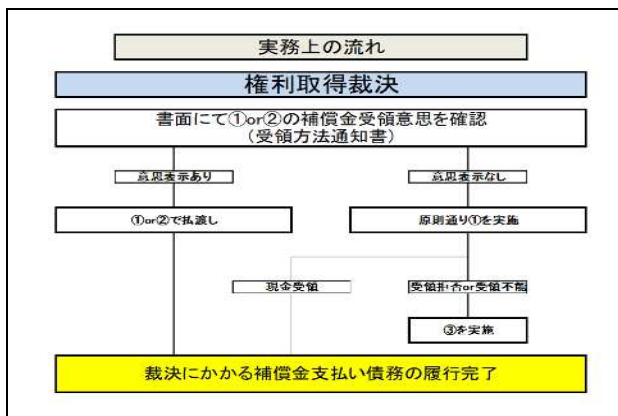 実務上の流れ
権利取得裁決
書面にて①or②の補償金受領意思を確認
（受領方法通知書）
意思表示あり
意思表示なし
①or②で払渡し
原則通り①を実施
現金受領
受領拒否or受領不能
③を実施
裁決にかかる補償金支払い債務の履行完了